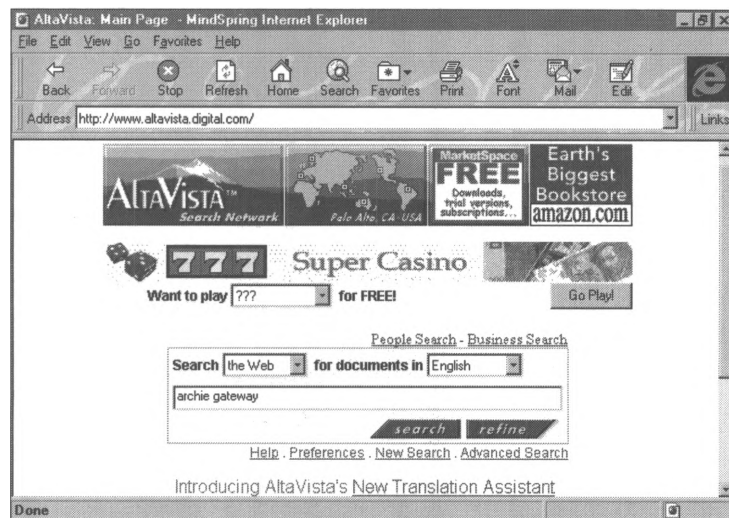 AltaVista: Main Page - MindSpring Internet Explorer
File Edit View Go Favorites Help
Back Forward Stop Refresh Home Search Favorites Print Font Mail Edit
Address http://www.altavista.digital.com/ Links
ALTAVISTA™
Search Network
Palo Alto, CA - USA
MarketSpace
FREE
Downloads,
trial versions,
subscriptions...
Earth's
Biggest
Bookstore
amazon.com
777 Super Casino
Want to play ??? for FREE! Go Play!
People Search - Business Search
Search the Web for documents in English
archie gateway
search refine
Help . Preferences . New Search . Advanced Search
Introducing AltaVista's New Translation Assistant
Done